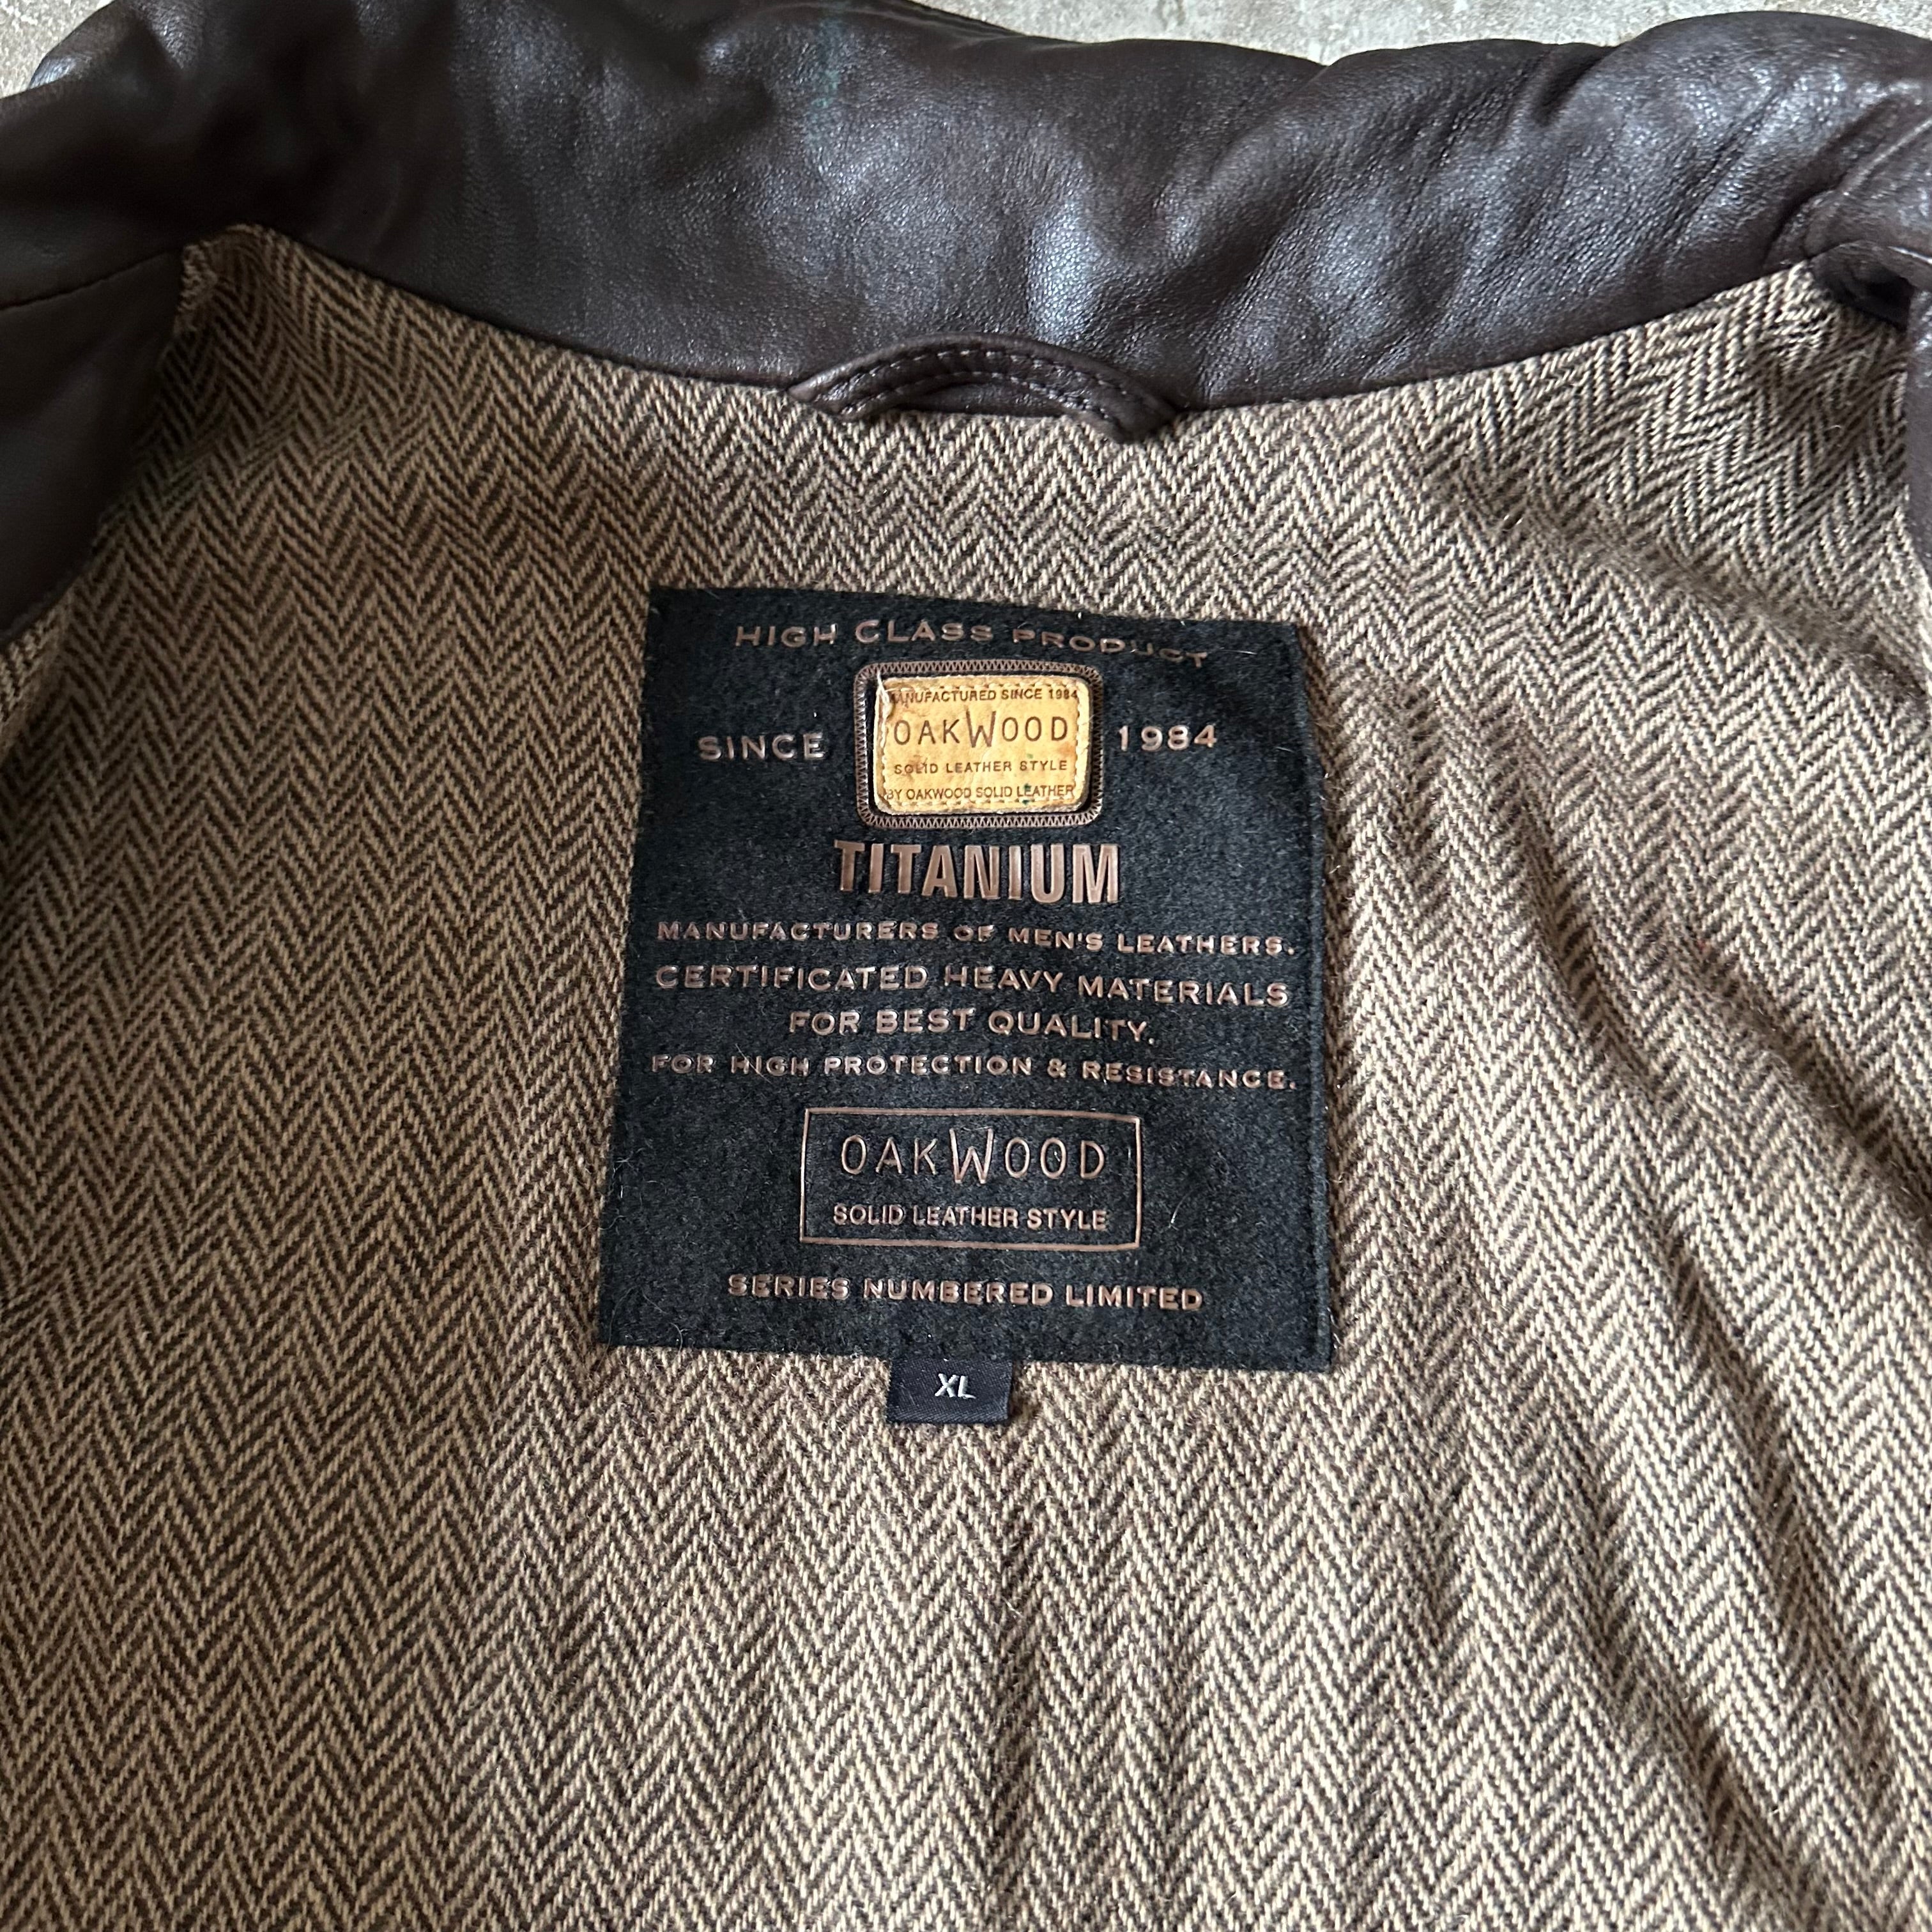 HIGH CLASS PRODUCT
MANUFACTURED SINCE 1984
OAKWOOD
SOLID LEATHER STYLE
BY OAKWOOD SOLID LEATHER
SINCE 1984
TITANIUM
MANUFACTURERS OF MEN'S LEATHERS.
CERTIFICATED HEAVY MATERIALS
FOR BEST QUALITY.
FOR HIGH PROTECTION & RESISTANCE.
OAKWOOD
SOLID LEATHER STYLE
SERIES NUMBERED LIMITED
XL